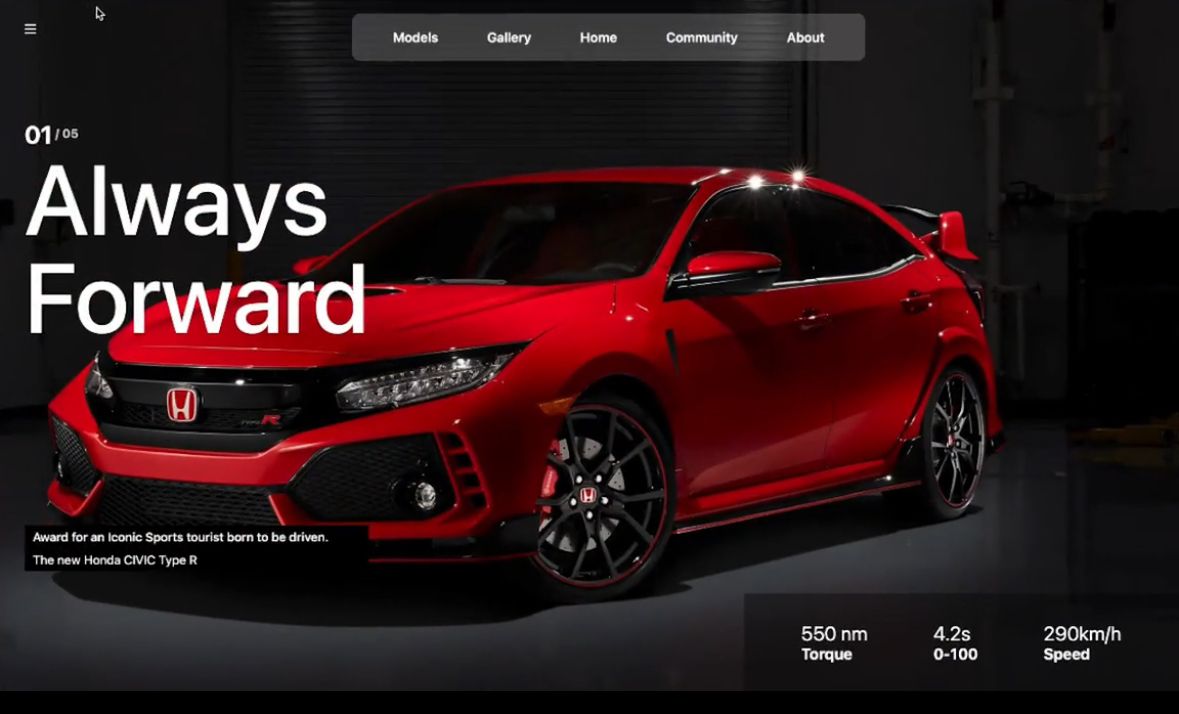 Models Gallery Home Community About
01 / 05
Always
Forward
TYPE R
Award for an Iconic Sports tourist born to be driven.
The new Honda CIVIC Type R
550 nm 4.2s 290km/h
Torque 0-100 Speed